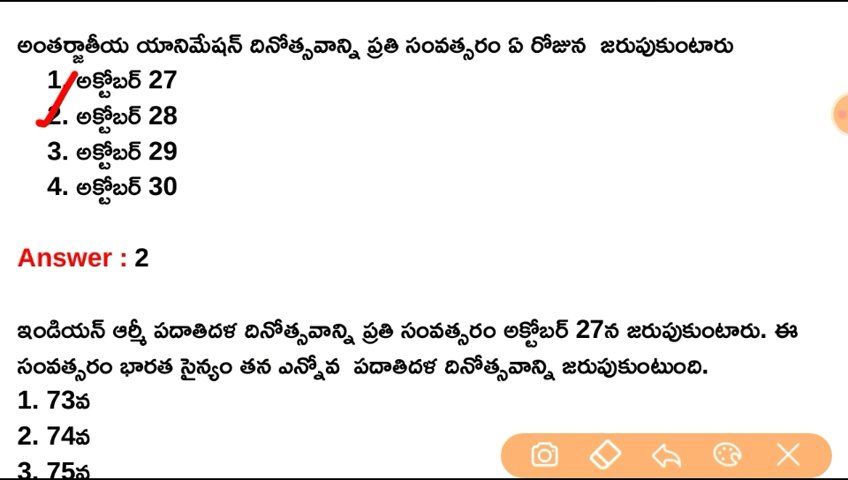 అంతర్జాతీయ యానిమేషన్ దినోత్సవాన్ని ప్రతి సంవత్సరం ఏ రోజున జరుపుకుంటారు
1. అక్టోబర్ 27
2. అక్టోబర్ 28
3. అక్టోబర్ 29
4. అక్టోబర్ 30
Answer : 2
ఇండియన్ ఆర్మీ పదాతిదళ దినోత్సవాన్ని ప్రతి సంవత్సరం అక్టోబర్ 27న జరుపుకుంటారు. ఈ
సంవత్సరం భారత సైన్యం తన ఎన్నోవ పదాతిదళ దినోత్సవాన్ని జరుపుకుంటుంది.
1. 73వ
2. 74వ
3. 75వ